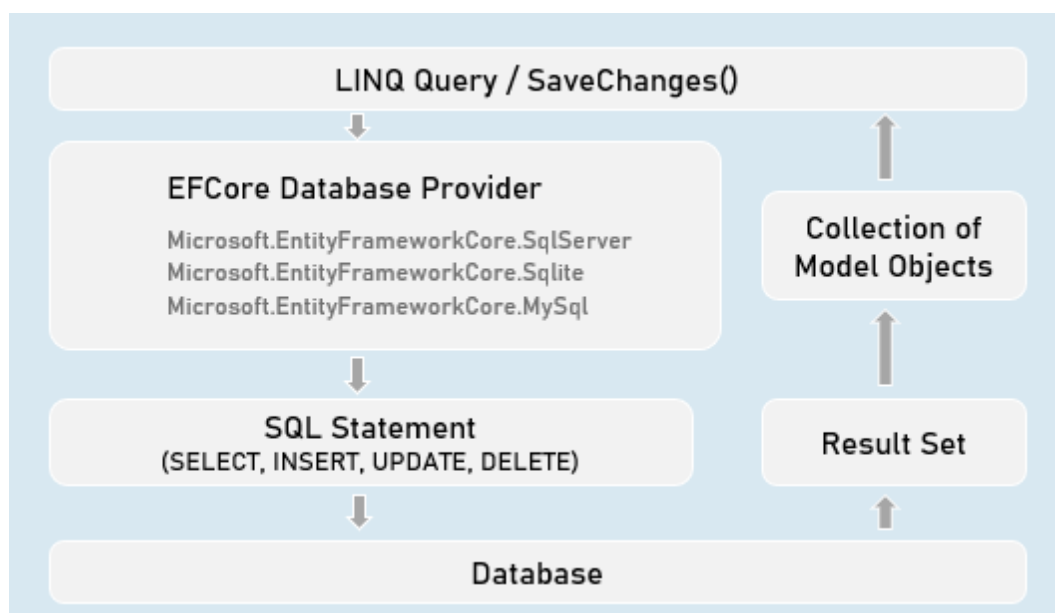 LINQ Query / SaveChanges()
EFCore Database Provider
Microsoft.EntityFrameworkCore.SqlServer
Microsoft.EntityFrameworkCore.Sqlite
Microsoft.EntityFrameworkCore.MySql
Collection of
Model Objects
SQL Statement
(SELECT, INSERT, UPDATE, DELETE)
Result Set
Database